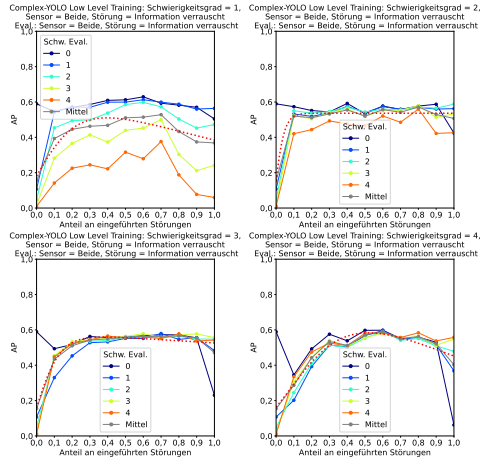 Complex-YOLO Low Level Training: Schwierigkeitsgrad = 1,
Sensor = Beide, Störung = Information verrauscht
Eval.: Sensor = Beide, Störung = Information verrauscht
1,0
0,8
0,6
0,4
0,2
0,0
AP
Schw. Eval.
0
1
2
3
4
Mittel
0,0 0,1 0,2 0,3 0,4 0,5 0,6 0,7 0,8 0,9 1.0
Anteil an eingeführten Störungen
Complex-YOLO Low Level Training: Schwierigkeitsgrad = 2,
Sensor = Beide, Störung = Information verrauscht
Eval.: Sensor = Beide, Störung = Information verrauscht
1,0
0,8
0,6
0,4
0,2
0,0
AP
Schw. Eval.
0
1
2
3
4
Mittel
0,0 0,1 0,2 0,3 0,4 0,5 0,6 0,7 0,8 0,9 1.0
Anteil an eingeführten Störungen
Complex-YOLO Low Level Training: Schwierigkeitsgrad = 3,
Sensor = Beide, Störung = Information verrauscht
Eval.: Sensor = Beide, Störung = Information verrauscht
1,0
0,8
0,6
0,4
0,2
0,0
AP
Schw. Eval.
0
1
2
3
4
Mittel
0,0 0,1 0,2 0,3 0,4 0,5 0,6 0,7 0,8 0,9 1.0
Anteil an eingeführten Störungen
Complex-YOLO Low Level Training: Schwierigkeitsgrad = 4,
Sensor = Beide, Störung = Information verrauscht
Eval.: Sensor = Beide, Störung = Information verrauscht
1,0
0,8
0,6
0,4
0,2
0,0
AP
Schw. Eval.
0
1
2
3
4
Mittel
0,0 0,1 0,2 0,3 0,4 0,5 0,6 0,7 0,8 0,9 1.0
Anteil an eingeführten Störungen